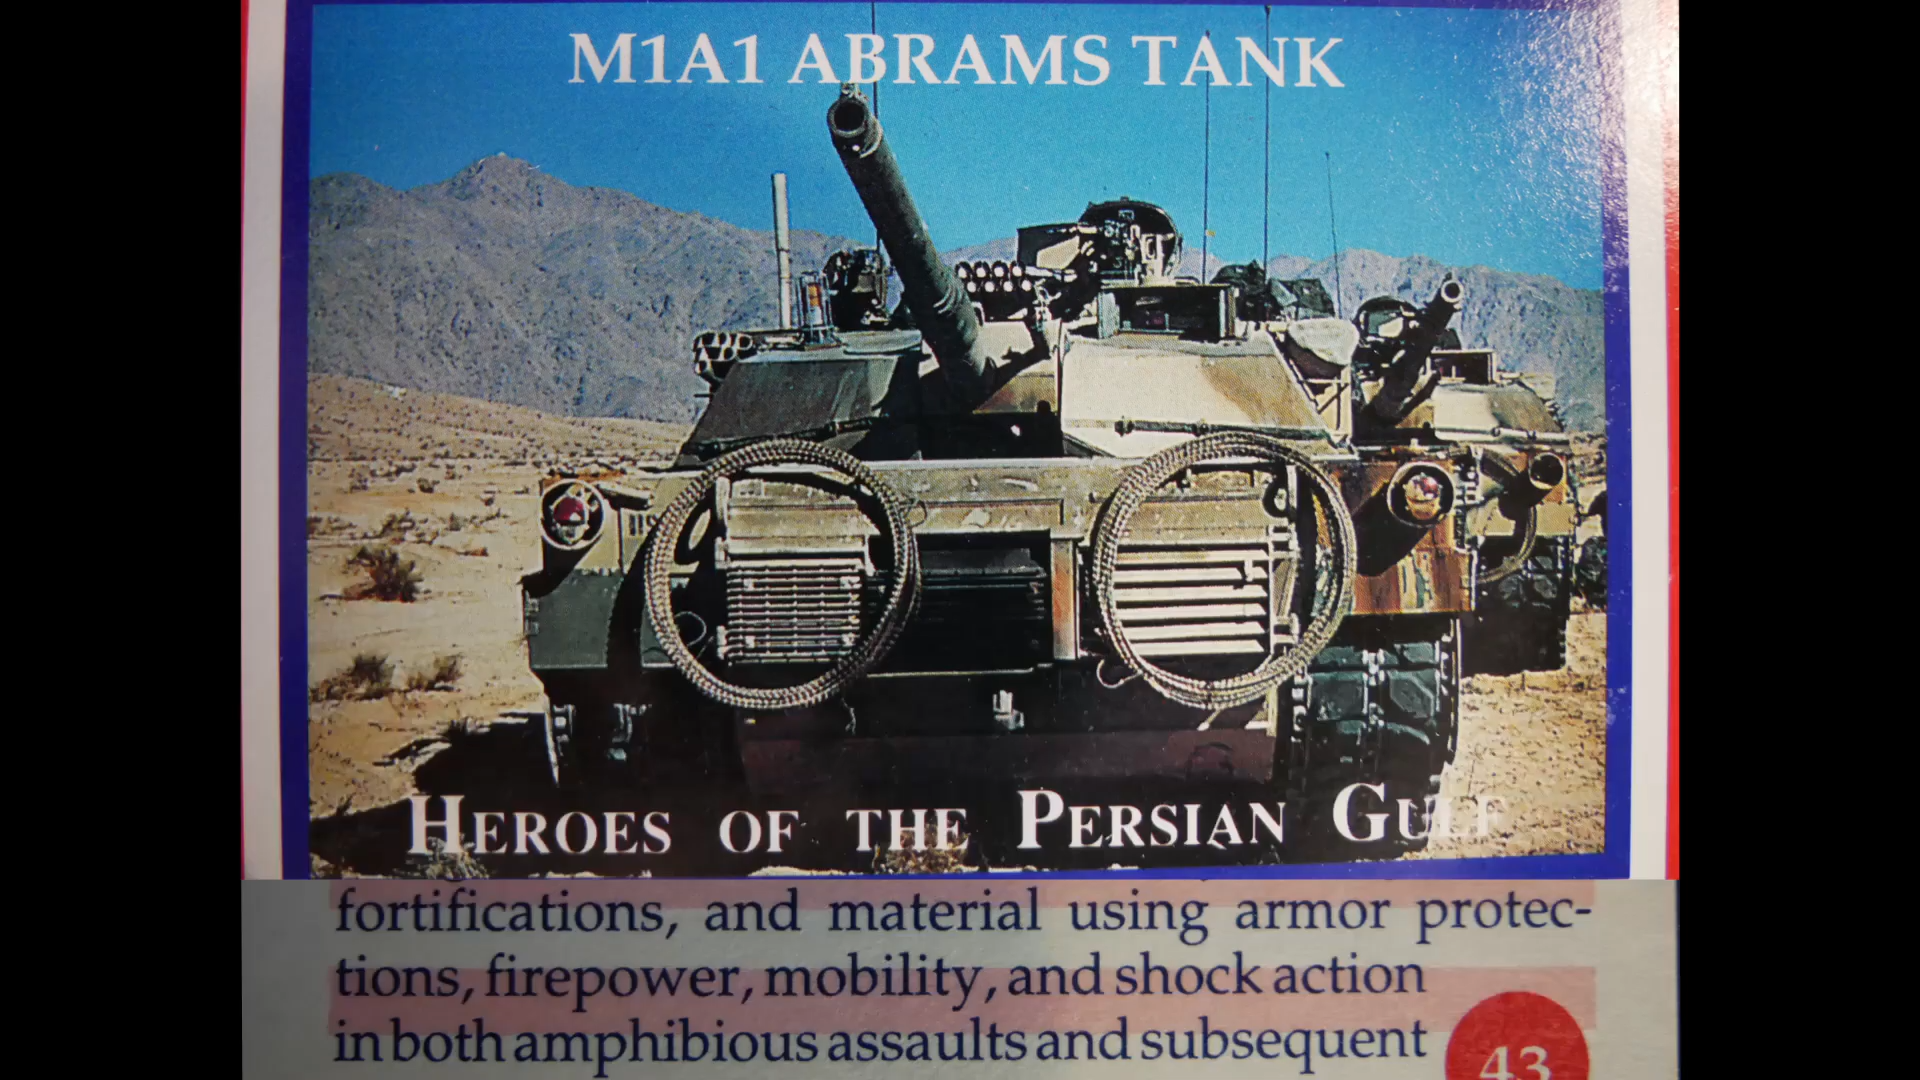 M1A1 ABRAMS TANK
HEROES OF THE PERSIAN GULF
fortifications, and material using armor protec-
tions, firepower, mobility, and shock action
in both amphibious assaults and subsequent
43